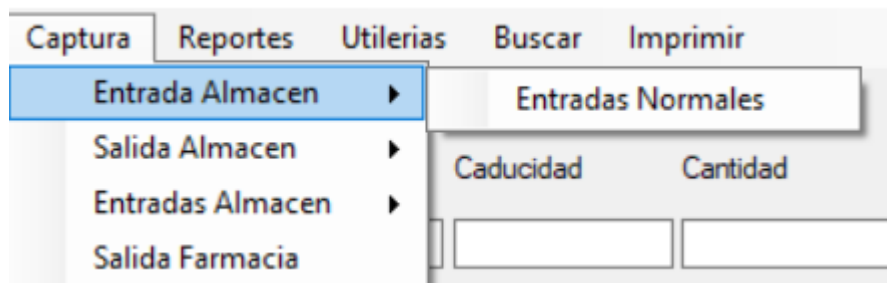 Captura Reportes Utilerias Buscar Imprimir
Entrada Almacen Entradas Normales
Salida Almacen
Caducidad Cantidad
Entradas Almacen
Salida Farmacia